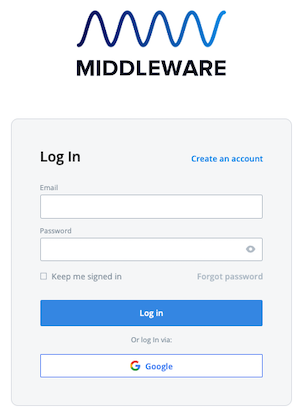 MIDDLEWARE
Log In
Create an account
Email
Password
Keep me signed in
Forgot password
Log in
Or log In via:
Google